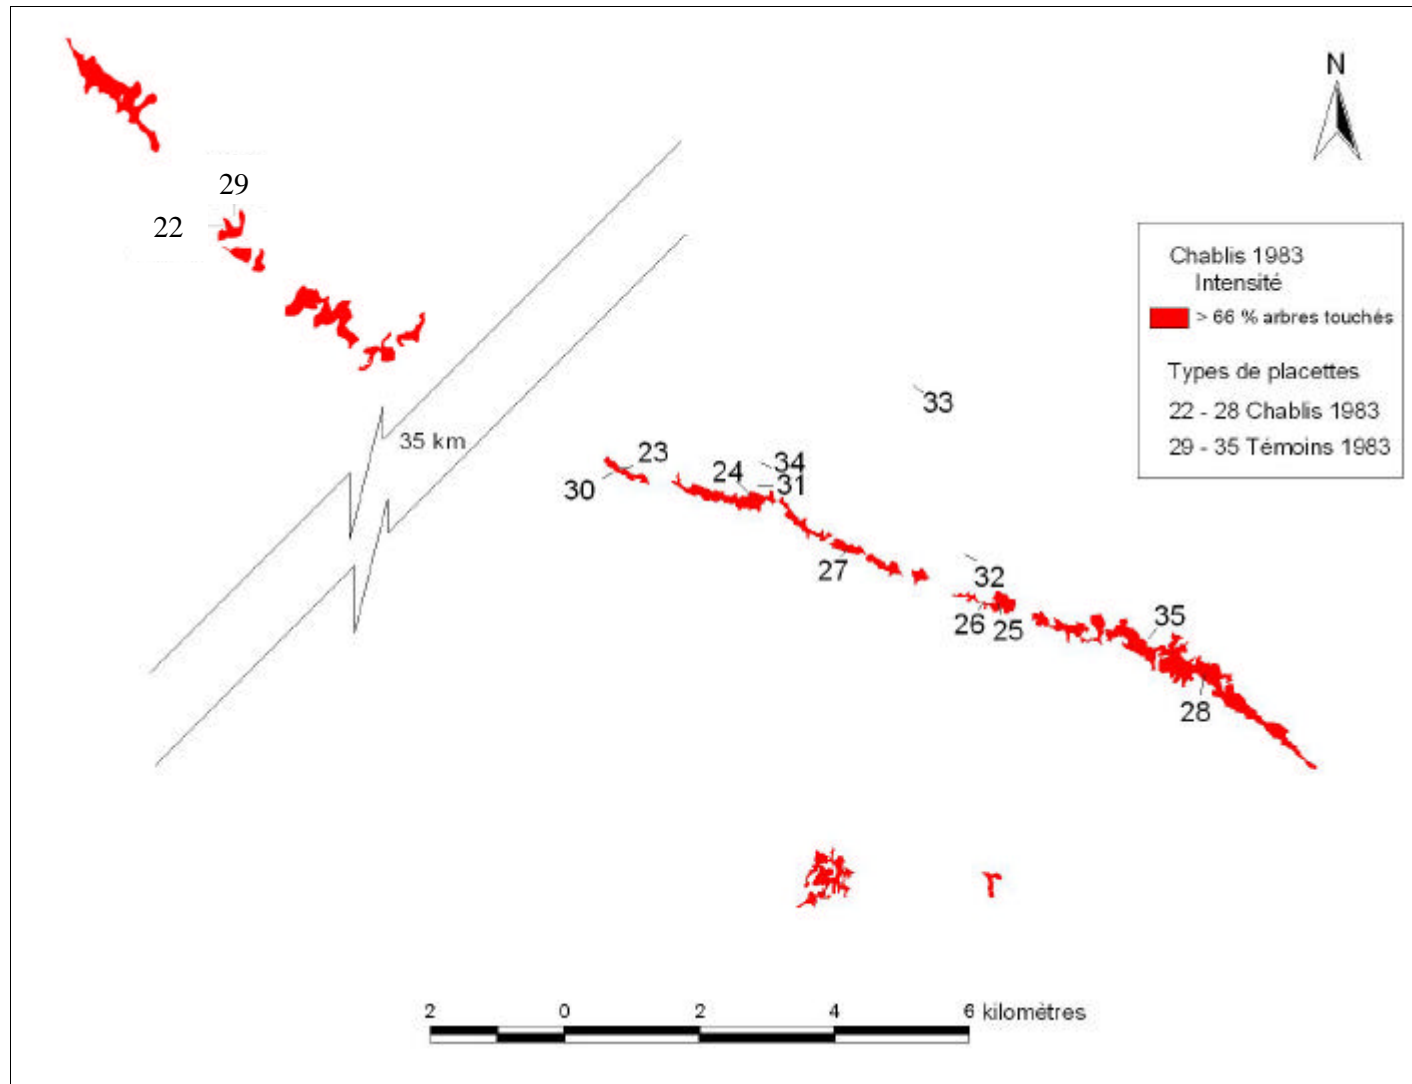 N
29
22
Chablis 1983
Intensité
> 66 % arbres touchés
Types de placettes
22 - 28 Chablis 1983
29 - 35 Témoins 1983
33
35 km
23
34
30
24
31
27
32
26
25
35
28
2 0 2 4 6 kilomètres